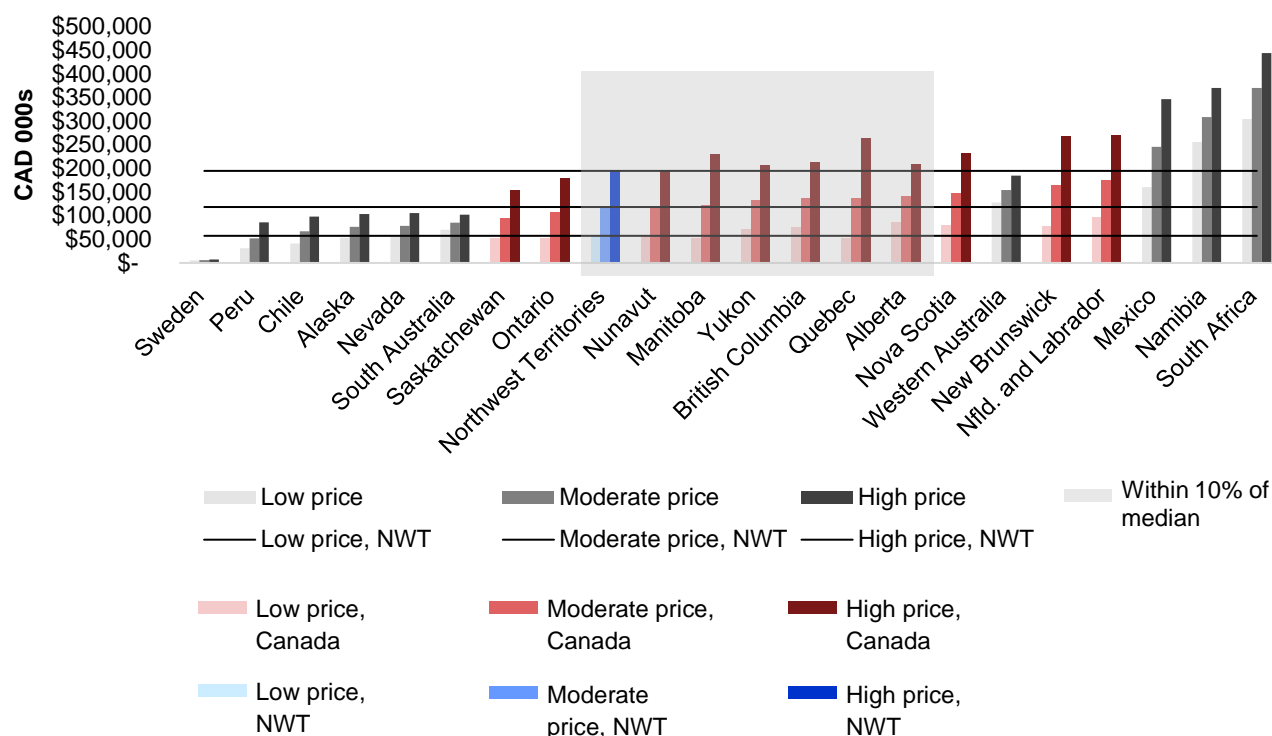 $500,000
$450,000
$400,000
$350,000
$300,000
$250,000
$200,000
$150,000
$100,000
$50,000
$-
CAD 000s
Sweden
Peru
Chile
Alaska
Nevada
South Australia
Saskatchewan
Ontario
Northwest Territories
Nunavut
Manitoba
Yukon
British Columbia
Quebec
Alberta
Nova Scotia
Western Australia
New Brunswick
Nfld. and Labrador
Mexico
Namibia
South Africa
Low price
Moderate price
High price
Within 10% of
median
Low price, NWT
Moderate price, NWT
High price, NWT
Low price,
Canada
Moderate price,
Canada
High price,
Canada
Low price,
NWT
Moderate
price, NWT
High price,
NWT